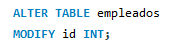 ALTER TABLE empleados
MODIFY id INT;